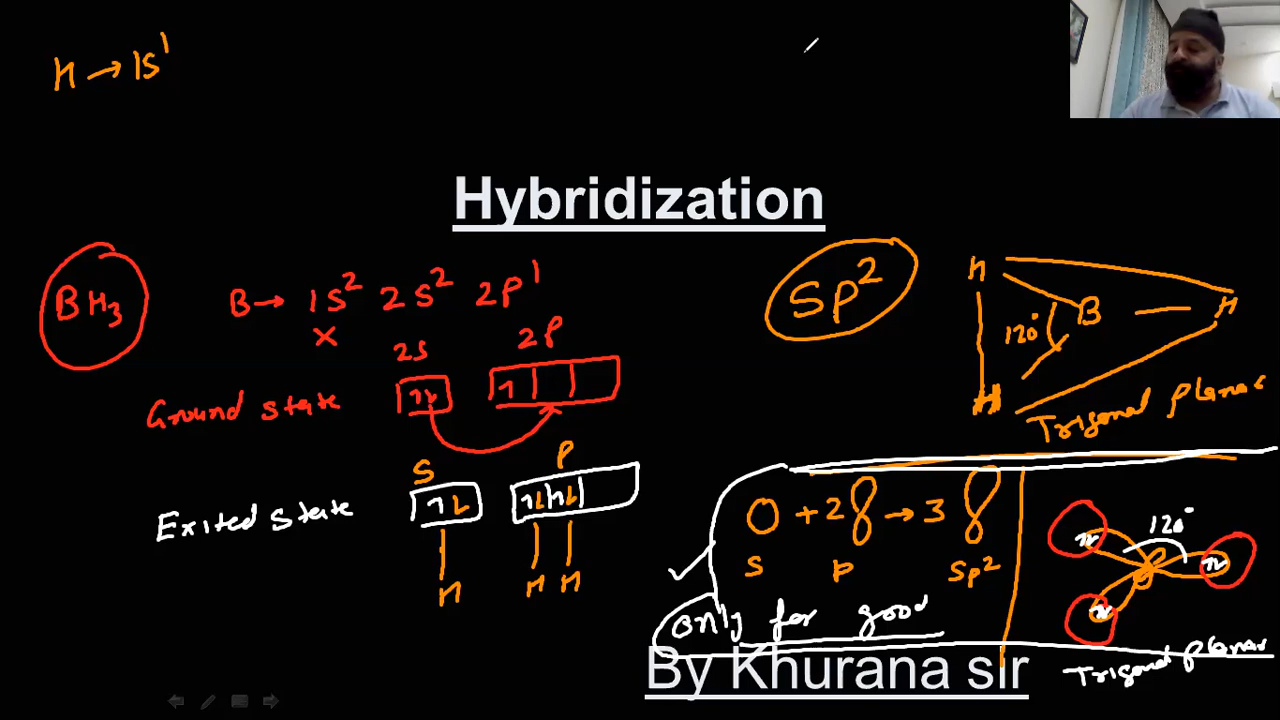 H → 1S¹
Hybridization
BH₃
B → 1S² 2S² 2P¹
x
2S 2P
Ground state
S P
Exited state
H H H
SP²
H
B
H
120°
H
Trigonal planar
0 + 2 8 → 3 8
S P SP²
only for good
120°
Trigonal planar
By Khurana sir